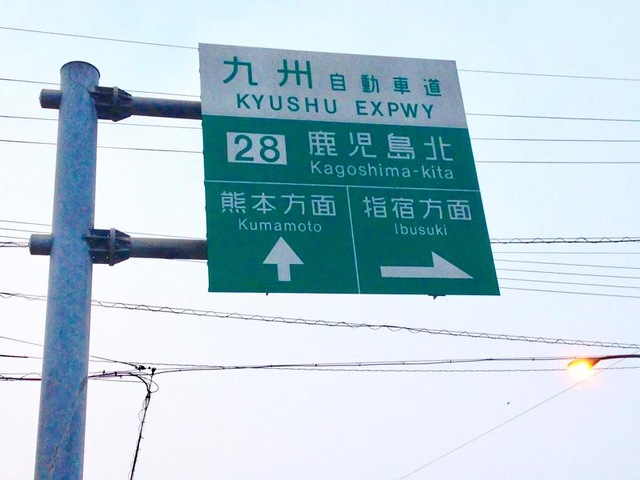 九州自動車道
KYUSHU EXPWY
28 鹿児島北
Kagoshima-kita
熊本方面
Kumamoto
指宿方面
Ibusuki